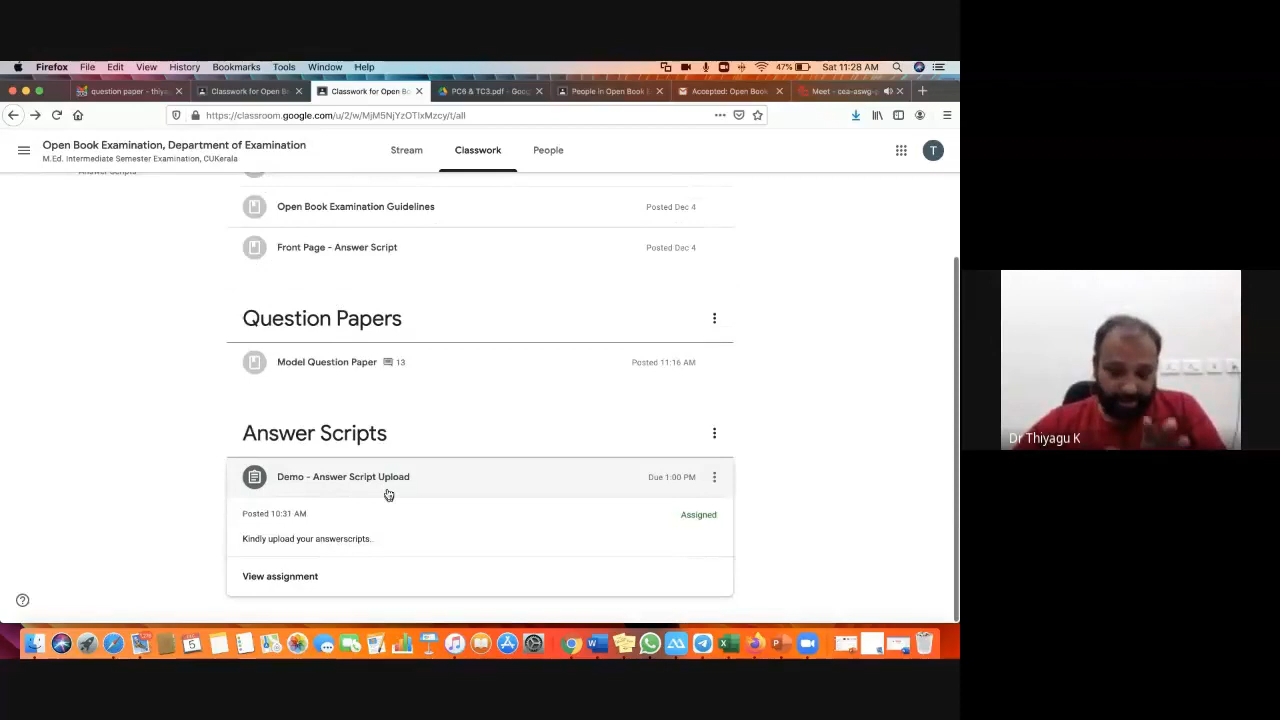 Firefox File Edit View History Bookmarks Tools Window Help 47% Sat 11:28 AM
question paper - thiya
Classwork for Open B
Classwork for Open Bo
PC6 & TC3.pdf - Goog
People in Open Book
Accepted: Open Book
Meet - cea-aswg-
https://classroom.google.com/u/2/w/MjM5NjYzOTIxMzcy/t/all
Open Book Examination, Department of Examination
M.Ed. Intermediate Semester Examination, CUKerala
Stream Classwork People
T
Answer Scripts
Open Book Examination Guidelines Posted Dec 4
Front Page - Answer Script Posted Dec 4
Question Papers
Model Question Paper 13 Posted 11:16 AM
Answer Scripts
Demo - Answer Script Upload Due 1:00 PM
Posted 10:31 AM Assigned
Kindly upload your answerscripts..
View assignment
Dr Thiyagu K